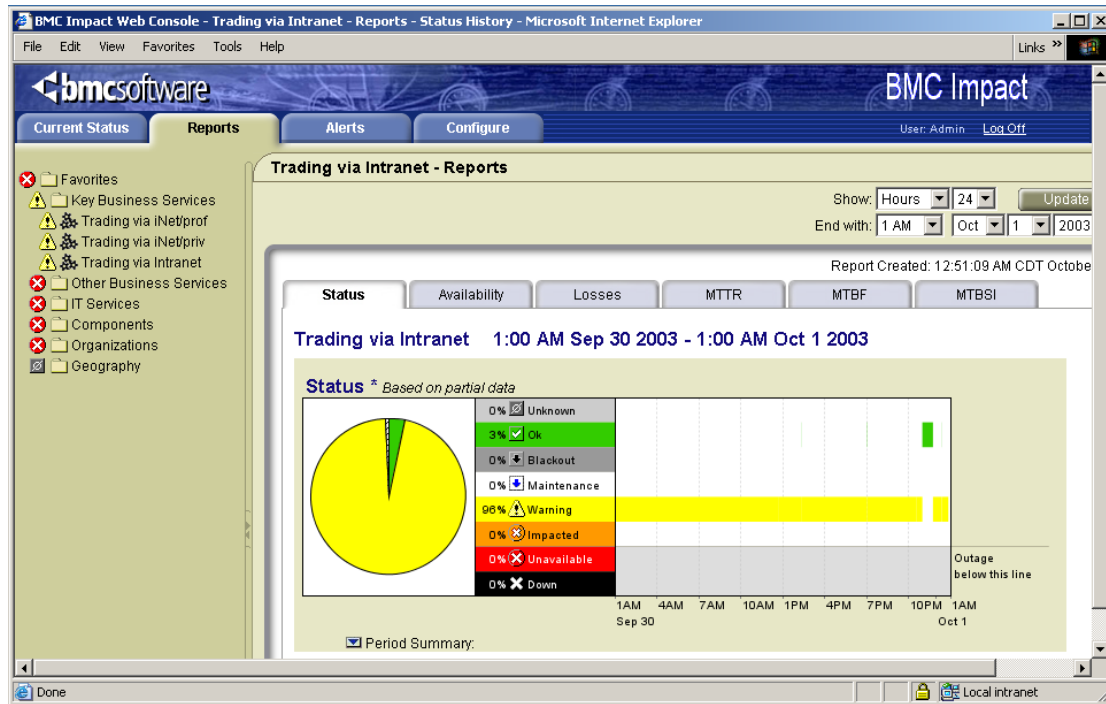 BMC Impact Web Console - Trading via Intranet - Reports - Status History - Microsoft Internet Explorer
File Edit View Favorites Tools Help Links »
bmcsoftware BMC Impact
Current Status Reports Alerts Configure User: Admin Log Off
Favorites
Key Business Services
Trading via iNet/prof
Trading via iNet/priv
Trading via Intranet
Other Business Services
IT Services
Components
Organizations
Geography
Trading via Intranet - Reports
Show: Hours 24 Update
End with: 1 AM Oct 1 2003
Report Created: 12:51:09 AM CDT Octobe
Status Availability Losses MTTR MTBF MTBSI
Trading via Intranet 1:00 AM Sep 30 2003 - 1:00 AM Oct 1 2003
Status * Based on partial data
0% Unknown
3% Ok
0% Blackout
0% Maintenance
96% Warning
0% Impacted
0% Unavailable
0% Down
Outage
below this line
1AM 4AM 7AM 10AM 1PM 4PM 7PM 10PM 1AM
Sep 30 Oct 1
Period Summary:
Done Local intranet